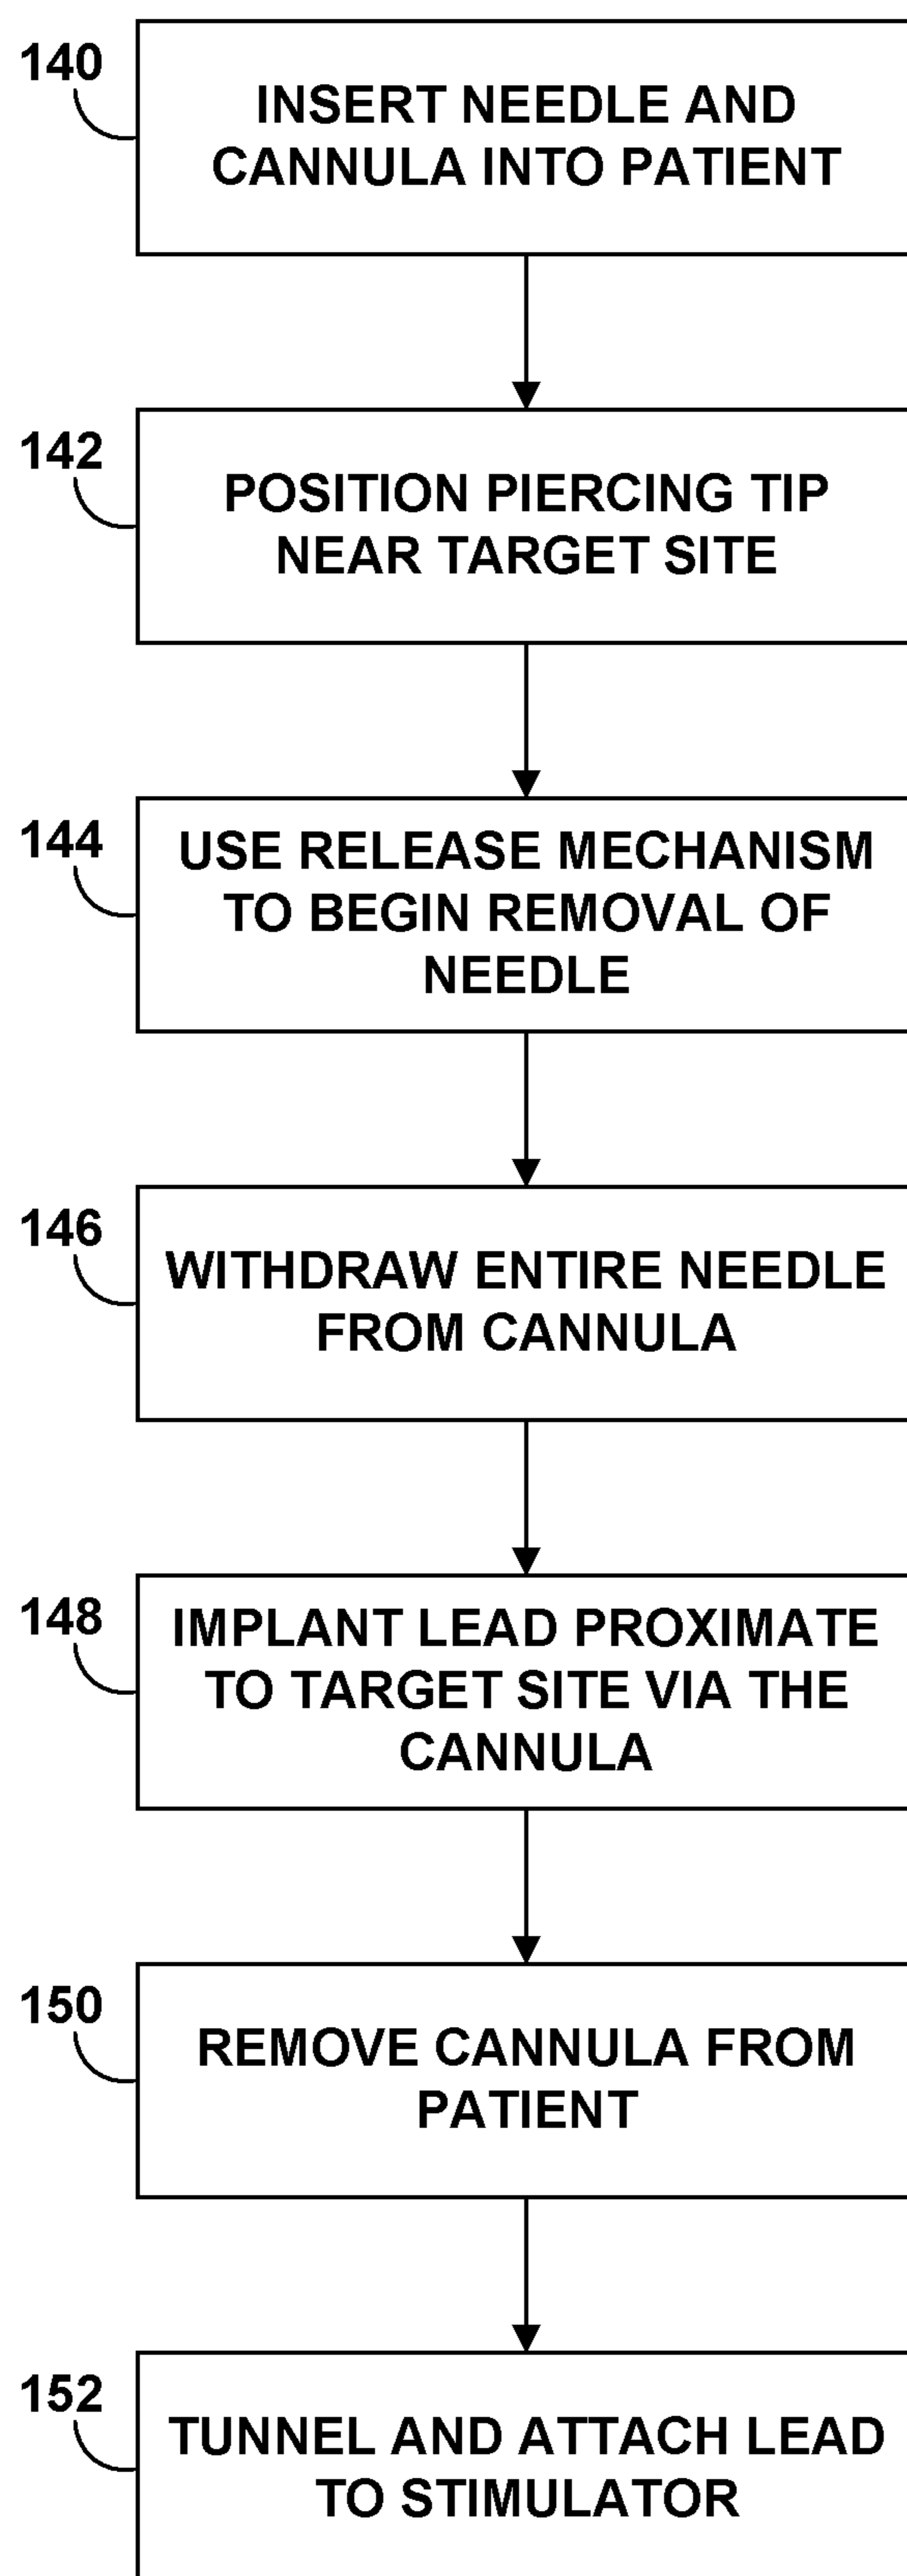 140
INSERT NEEDLE AND
CANNULA INTO PATIENT
142
POSITION PIERCING TIP
NEAR TARGET SITE
144
USE RELEASE MECHANISM
TO BEGIN REMOVAL OF
NEEDLE
146
WITHDRAW ENTIRE NEEDLE
FROM CANNULA
148
IMPLANT LEAD PROXIMATE
TO TARGET SITE VIA THE
CANNULA
150
REMOVE CANNULA FROM
PATIENT
152
TUNNEL AND ATTACH LEAD
TO STIMULATOR